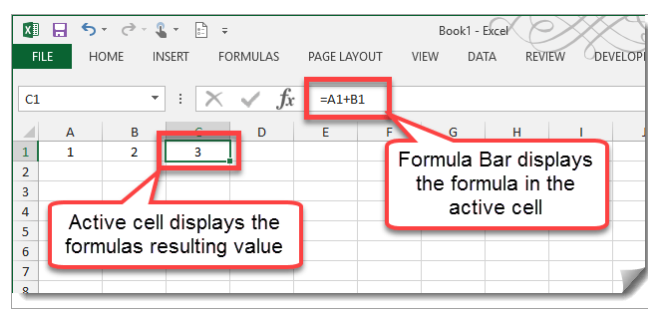 Book1 - Excel
FILE HOME INSERT FORMULAS PAGE LAYOUT VIEW DATA REVIEW DEVELOP
C1 fx =A1+B1
A B C D E F G H I J
1 1 2 3
2
3
4
5
6
7
8
Formula Bar displays
the formula in the
active cell
Active cell displays the
formulas resulting value